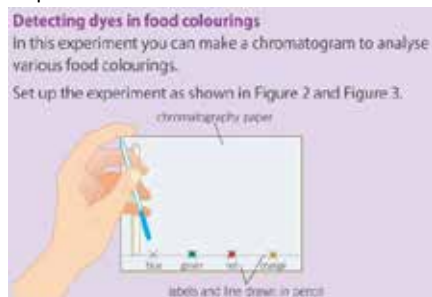 Detecting dyes in food colourings
In this experiment you can make a chromatogram to analyse
various food colourings.
Set up the experiment as shown in Figure 2 and Figure 3.
chromatography paper
blue green red orange
labels and line drawn in pencil